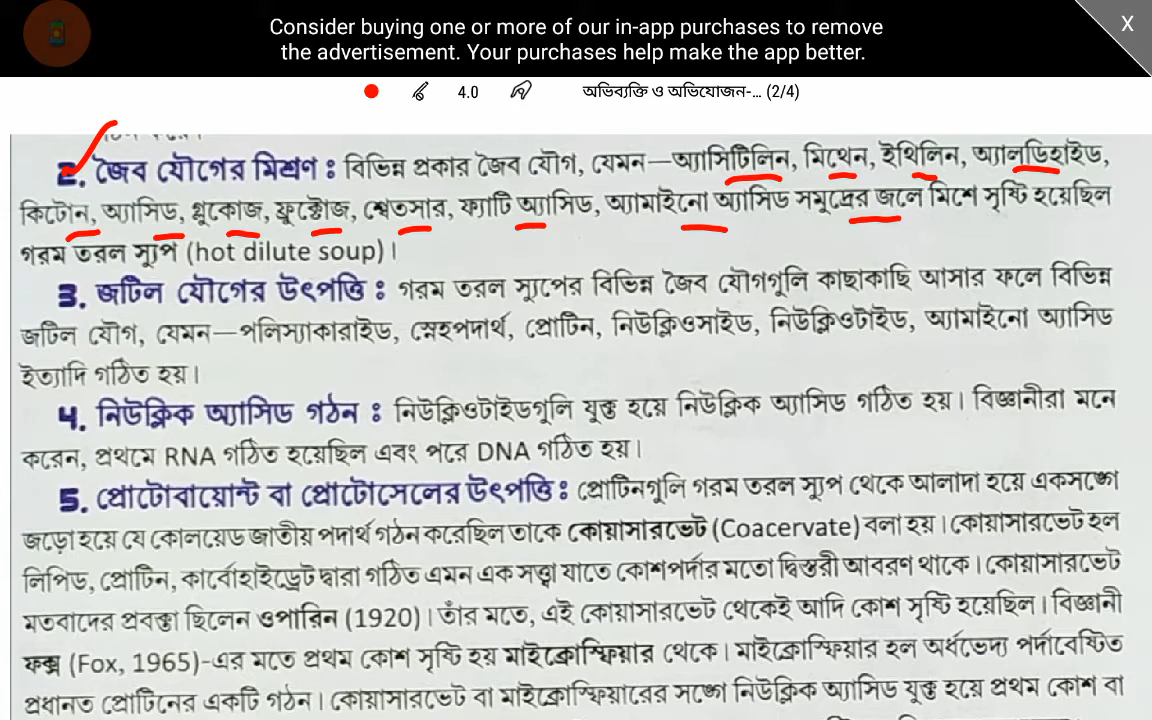 Consider buying one or more of our in-app purchases to remove
the advertisement. Your purchases help make the app better.
X
4.0 অভিব্যক্তি ও অভিযোজন-... (2/4)
2. জৈব যৌগের মিশ্রণ : বিভিন্ন প্রকার জৈব যৌগ, যেমন—অ্যাসিটিলিন, মিথেন, ইথিলিন, অ্যালডিহাইড,
কিটোন, অ্যাসিড, গ্লুকোজ, ফ্রুক্টোজ, শ্বেতসার, ফ্যাটি অ্যাসিড, অ্যামাইনো অ্যাসিড সমুদ্রের জলে মিশে সৃষ্টি হয়েছিল
গরম তরল স্যুপ (hot dilute soup)।
3. জটিল যৌগের উৎপত্তি : গরম তরল স্যুপের বিভিন্ন জৈব যৌগগুলি কাছাকাছি আসার ফলে বিভিন্ন
জটিল যৌগ, যেমন—পলিস্যাকারাইড, স্নেহপদার্থ, প্রোটিন, নিউক্লিওসাইড, নিউক্লিওটাইড, অ্যামাইনো অ্যাসিড
ইত্যাদি গঠিত হয়।
4. নিউক্লিক অ্যাসিড গঠন : নিউক্লিওটাইডগুলি যুক্ত হয়ে নিউক্লিক অ্যাসিড গঠিত হয়। বিজ্ঞানীরা মনে
করেন, প্রথমে RNA গঠিত হয়েছিল এবং পরে DNA গঠিত হয়।
5. প্রোটোবায়োন্ট বা প্রোটোসেলের উৎপত্তি : প্রোটিনগুলি গরম তরল স্যুপ থেকে আলাদা হয়ে একসঙ্গে
জড়ো হয়ে যে কোলয়েড জাতীয় পদার্থ গঠন করেছিল তাকে কোয়াসারভেট (Coacervate) বলা হয়। কোয়াসারভেট হল
লিপিড, প্রোটিন, কার্বোহাইড্রেট দ্বারা গঠিত এমন এক সত্ত্বা যাতে কোশপর্দার মতো দ্বিস্তরী আবরণ থাকে। কোয়াসারভেট
মতবাদের প্রবক্তা ছিলেন ওপারিন (1920)। তাঁর মতে, এই কোয়াসারভেট থেকেই আদি কোশ সৃষ্টি হয়েছিল। বিজ্ঞানী
ফক্স (Fox, 1965)-এর মতে প্রথম কোশ সৃষ্টি হয় মাইক্রোস্ফিয়ার থেকে। মাইক্রোস্ফিয়ার হল অর্ধভেদ্য পর্দাবেষ্টিত
প্রধানত প্রোটিনের একটি গঠন। কোয়াসারভেট বা মাইক্রোস্ফিয়ারের সঙ্গে নিউক্লিক অ্যাসিড যুক্ত হয়ে প্রথম কোশ বা